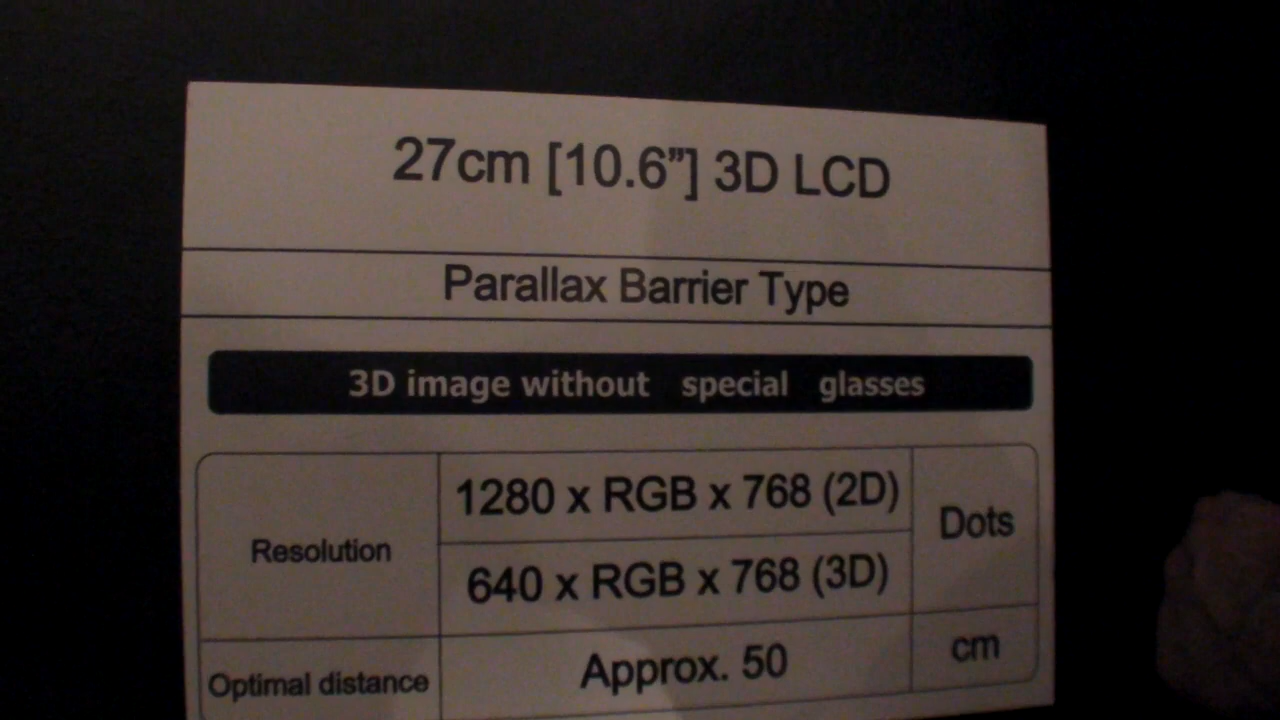 27cm [10.6”] 3D LCD
Parallax Barrier Type
3D image without special glasses
Resolution
1280 x RGB x 768 (2D)
640 x RGB x 768 (3D)
Dots
Optimal distance
Approx. 50
cm